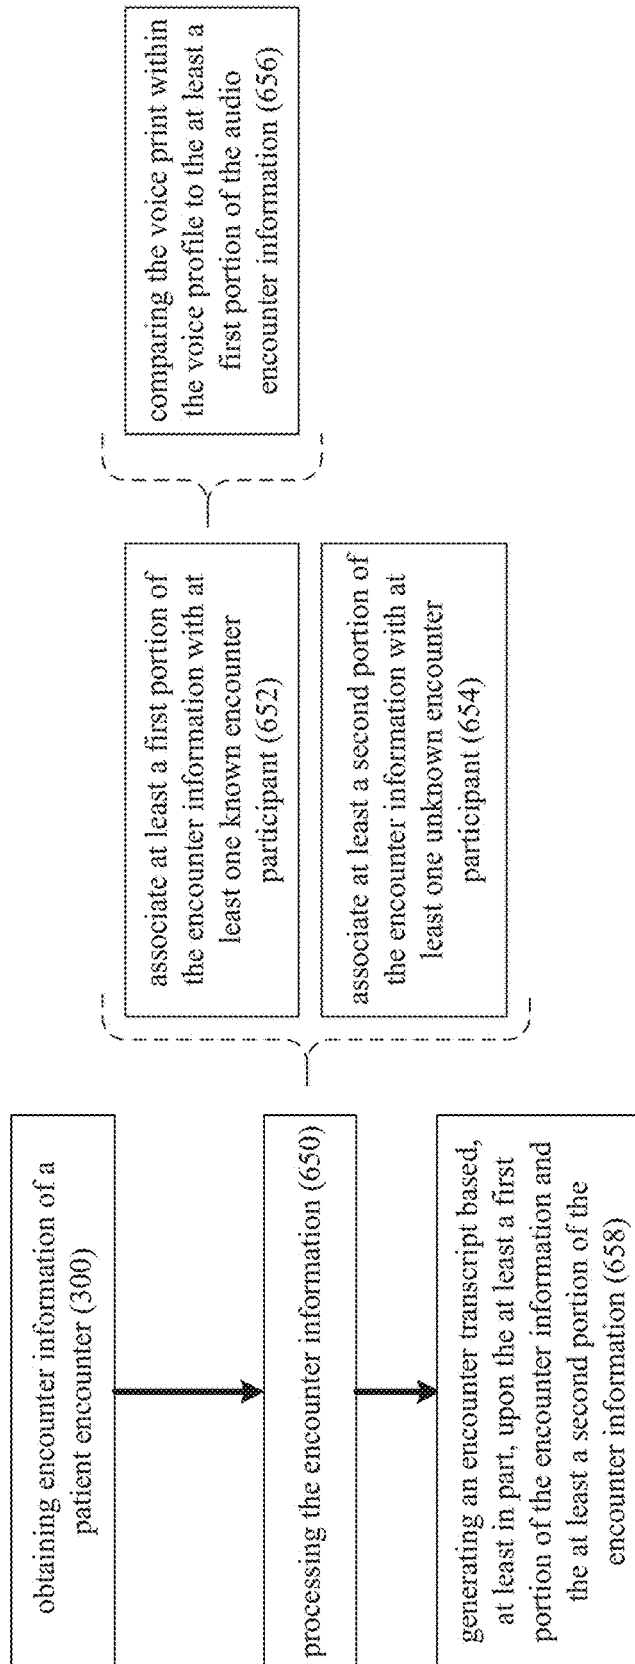 obtaining encounter information of a
patient encounter (300)
processing the encounter information (650)
generating an encounter transcript based,
at least in part, upon the at least a first
portion of the encounter information and
the at least a second portion of the
encounter information (658)
associate at least a first portion of
the encounter information with at
least one known encounter
participant (652)
associate at least a second portion of
the encounter information with at
least one unknown encounter
participant (654)
comparing the voice print within
the voice profile to the at least a
first portion of the audio
encounter information (656)